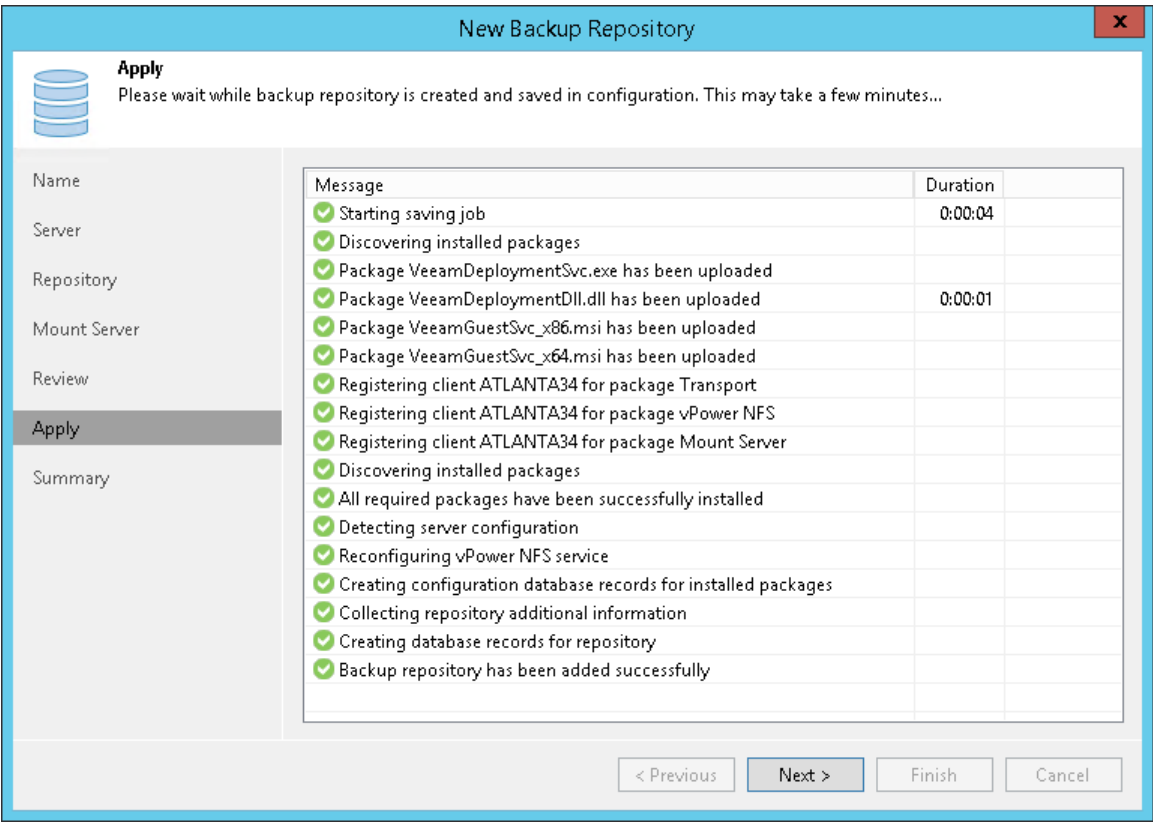 New Backup Repository
x
Apply
Please wait while backup repository is created and saved in configuration. This may take a few minutes...
Name
Server
Repository
Mount Server
Review
Apply
Summary
Message Duration
Starting saving job 0:00:04
Discovering installed packages
Package VeeamDeploymentSvc.exe has been uploaded
Package VeeamDeploymentDll.dll has been uploaded 0:00:01
Package VeeamGuestSvc_x86.msi has been uploaded
Package VeeamGuestSvc_x64.msi has been uploaded
Registering client ATLANTA34 for package Transport
Registering client ATLANTA34 for package vPower NFS
Registering client ATLANTA34 for package Mount Server
Discovering installed packages
All required packages have been successfully installed
Detecting server configuration
Reconfiguring vPower NFS service
Creating configuration database records for installed packages
Collecting repository additional information
Creating database records for repository
Backup repository has been added successfully
< Previous Next > Finish Cancel